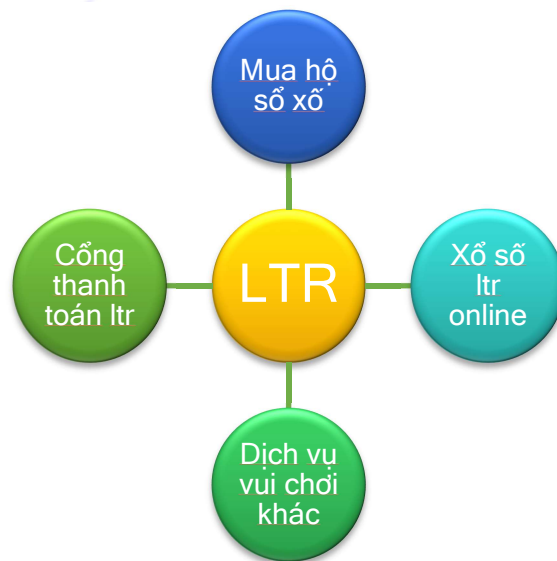 Mua hộ
sổ xố
Cổng
thanh
toán ltr
LTR
Xổ số
ltr
online
Dịch vụ
vui chơi
khác